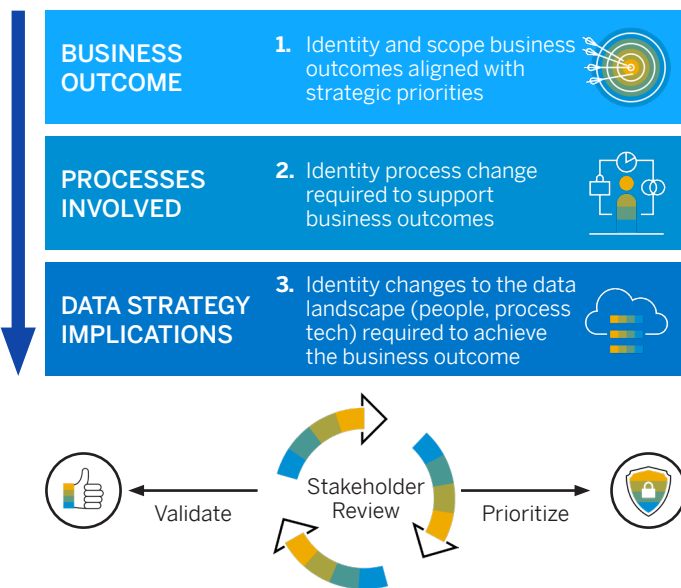 BUSINESS
OUTCOME
1. Identity and scope business
outcomes aligned with
strategic priorities
PROCESSES
INVOLVED
2. Identity process change
required to support
business outcomes
DATA STRATEGY
IMPLICATIONS
3. Identity changes to the data
landscape (people, process
tech) required to achieve
the business outcome
Stakeholder
Review
Validate
Prioritize